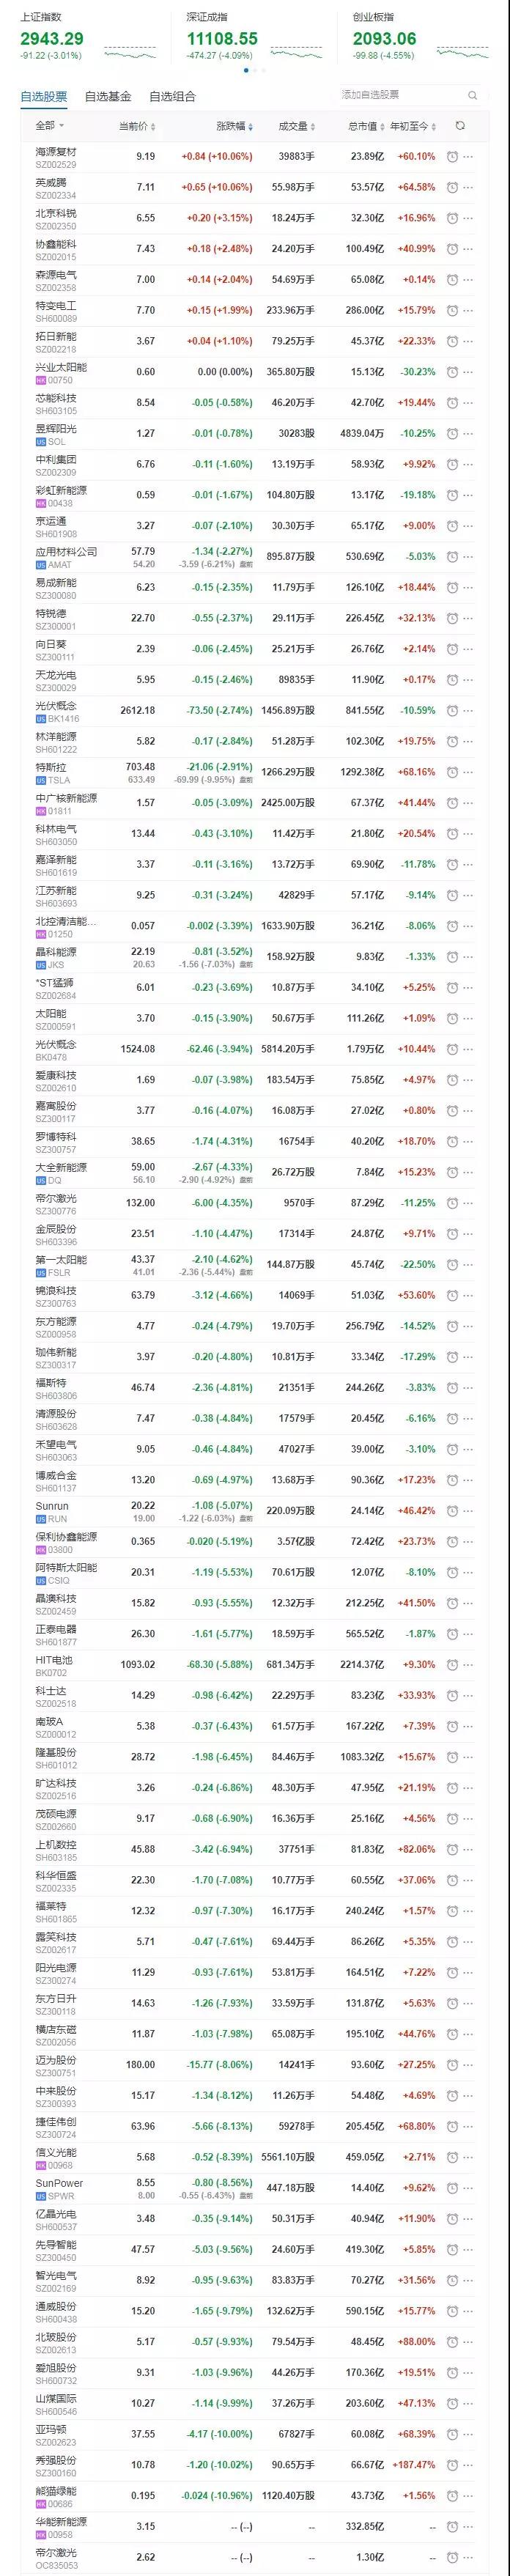 上证指数 深证成指 创业板指
2943.29 11108.55 2093.06
-91.22 (-3.01%) -474.27 (-4.09%) -99.88 (-4.55%)
自选股票 自选基金 自选组合 添加自选股票
全部 当前价 涨跌幅 成交量 总市值 年初至今
海源复材 9.19 +0.84 (+10.06%) 39883手 23.89亿 +60.10%
SZ002529
英威腾 7.11 +0.65 (+10.06%) 55.98万手 53.57亿 +64.58%
SZ002334
北京科锐 6.55 +0.20 (+3.15%) 18.24万手 32.30亿 +16.96%
SZ002350
协鑫能科 7.43 +0.18 (+2.48%) 24.20万手 100.49亿 +40.99%
SZ002015
森源电气 7.00 +0.14 (+2.04%) 54.69万手 65.08亿 +0.14%
SZ002358
特变电工 7.70 +0.15 (+1.99%) 233.96万手 286.00亿 +15.79%
SH600089
拓日新能 3.67 +0.04 (+1.10%) 79.25万手 45.37亿 +22.33%
SZ002218
兴业太阳能 0.60 0.00 (0.00%) 365.80万股 15.13亿 -30.23%
HK 00750
芯能科技 8.54 -0.05 (-0.58%) 46.20万手 42.70亿 +19.44%
SH603105
昱辉阳光 1.27 -0.01 (-0.78%) 30283股 4839.04万 -10.25%
US SOL
中利集团 6.76 -0.11 (-1.60%) 13.19万手 58.93亿 +9.92%
SZ002309
彩虹新能源 0.59 -0.01 (-1.67%) 104.80万股 13.17亿 -19.18%
HK 00438
京运通 3.27 -0.07 (-2.10%) 30.30万手 65.17亿 +9.00%
SH601908
应用材料公司 57.79 -1.34 (-2.27%) 895.87万股 530.69亿 -5.03%
US AMAT 54.20 -3.59 (-6.21%) 盘前
易成新能 6.23 -0.15 (-2.35%) 11.79万手 126.10亿 +18.44%
SZ300080
特锐德 22.70 -0.55 (-2.37%) 29.11万手 226.45亿 +32.13%
SZ300001
向日葵 2.39 -0.06 (-2.45%) 25.21万手 26.76亿 +2.14%
SZ300111
天龙光电 5.95 -0.15 (-2.46%) 89835手 11.90亿 +0.17%
SZ300029
光伏概念 2612.18 -73.50 (-2.74%) 1456.89万股 841.55亿 -10.59%
US BK1416
林洋能源 5.82 -0.17 (-2.84%) 51.28万手 102.30亿 +19.75%
SH601222
特斯拉 703.48 -21.06 (-2.91%) 1266.29万股 1292.38亿 +68.16%
US TSLA 633.49 -69.99 (-9.95%) 盘前
中广核新能源 1.57 -0.05 (-3.09%) 2425.00万股 67.37亿 +41.44%
HK 01811
科林电气 13.44 -0.43 (-3.10%) 11.42万手 21.80亿 +20.54%
SH603050
嘉泽新能 3.37 -0.11 (-3.16%) 13.72万手 69.90亿 -11.78%
SH601619
江苏新能 9.25 -0.31 (-3.24%) 42829手 57.17亿 -9.14%
SH603693
北控清洁能... 0.057 -0.002 (-3.39%) 1633.90万股 36.21亿 -8.06%
HK 01250
晶科能源 22.19 -0.81 (-3.52%) 158.92万股 9.83亿 -1.33%
US JKS 20.63 -1.56 (-7.03%) 盘前
*ST猛狮 6.01 -0.23 (-3.69%) 10.87万手 34.10亿 +5.25%
SZ002684
太阳能 3.70 -0.15 (-3.90%) 50.67万手 111.26亿 +1.09%
SZ000591
光伏概念 1524.08 -62.46 (-3.94%) 5814.20万手 1.79万亿 +10.44%
BK0478
爱康科技 1.69 -0.07 (-3.98%) 183.54万手 75.85亿 +4.97%
SZ002610
嘉寓股份 3.77 -0.16 (-4.07%) 16.08万手 27.02亿 +0.80%
SZ300117
罗博特科 38.65 -1.74 (-4.31%) 16754手 40.20亿 +18.70%
SZ300757
大全新能源 59.00 -2.67 (-4.33%) 26.72万股 7.84亿 +15.23%
US DQ 56.10 -2.90 (-4.92%) 盘前
帝尔激光 132.00 -6.00 (-4.35%) 9570手 87.29亿 -11.25%
SZ300776
金辰股份 23.51 -1.10 (-4.47%) 17314手 24.87亿 +9.71%
SH603396
第一太阳能 43.37 -2.10 (-4.62%) 144.87万股 45.74亿 -22.50%
US FSLR 41.01 -2.36 (-5.44%) 盘前
锦浪科技 63.79 -3.12 (-4.66%) 14069手 51.03亿 +53.60%
SZ300763
东方能源 4.77 -0.24 (-4.79%) 19.70万手 256.79亿 -14.52%
SZ000958
珈伟新能 3.97 -0.20 (-4.80%) 10.81万手 33.34亿 -17.29%
SZ300317
福斯特 46.74 -2.36 (-4.81%) 21351手 244.26亿 -3.83%
SH603806
清源股份 7.47 -0.38 (-4.84%) 17579手 20.45亿 -6.16%
SH603628
禾望电气 9.05 -0.46 (-4.84%) 47027手 39.00亿 -3.10%
SH603063
博威合金 13.20 -0.69 (-4.97%) 13.68万手 90.36亿 +17.23%
SH601137
Sunrun 20.22 -1.08 (-5.07%) 220.09万股 24.14亿 +46.42%
US RUN 19.00 -1.22 (-6.03%) 盘前
保利协鑫能源 0.365 -0.020 (-5.19%) 3.57亿股 72.42亿 +23.73%
HK 03800
阿特斯太阳能 20.31 -1.19 (-5.53%) 70.61万股 12.07亿 -8.10%
US CSIQ
晶澳科技 15.82 -0.93 (-5.55%) 12.32万手 212.25亿 +41.50%
SZ002459
正泰电器 26.30 -1.61 (-5.77%) 18.59万手 565.52亿 -1.87%
SH601877
HIT电池 1093.02 -68.30 (-5.88%) 681.34万手 2214.37亿 +9.30%
BK0702
科士达 14.29 -0.98 (-6.42%) 22.29万手 83.23亿 +33.93%
SZ002518
南玻A 5.38 -0.37 (-6.43%) 61.57万手 167.22亿 +7.39%
SZ000012
隆基股份 28.72 -1.98 (-6.45%) 84.46万手 1083.32亿 +15.67%
SH601012
旷达科技 3.26 -0.24 (-6.86%) 48.30万手 47.95亿 +21.19%
SZ002516
茂硕电源 9.17 -0.68 (-6.90%) 16.36万手 25.16亿 +4.56%
SZ002660
上机数控 45.88 -3.42 (-6.94%) 37751手 81.83亿 +82.06%
SH603185
科华恒盛 22.30 -1.70 (-7.08%) 10.77万手 60.55亿 +37.06%
SZ002335
福莱特 12.32 -0.97 (-7.30%) 16.17万手 240.24亿 +1.57%
SH601865
露笑科技 5.71 -0.47 (-7.61%) 69.44万手 86.26亿 +5.35%
SZ002617
阳光电源 11.29 -0.93 (-7.61%) 53.81万手 164.51亿 +7.22%
SZ300274
东方日升 14.63 -1.26 (-7.93%) 33.59万手 131.87亿 +5.63%
SZ300118
横店东磁 11.87 -1.03 (-7.98%) 65.08万手 195.10亿 +44.76%
SZ002056
迈为股份 180.00 -15.77 (-8.06%) 14241手 93.60亿 +27.25%
SZ300751
中来股份 15.17 -1.34 (-8.12%) 11.26万手 54.48亿 +4.69%
SZ300393
捷佳伟创 63.96 -5.66 (-8.13%) 59278手 205.45亿 +68.80%
SZ300724
信义光能 5.68 -0.52 (-8.39%) 5561.10万股 459.05亿 +2.71%
HK 00968
SunPower 8.55 -0.80 (-8.56%) 447.18万股 14.40亿 +9.62%
US SPWR 8.00 -0.55 (-6.43%) 盘前
亿晶光电 3.48 -0.35 (-9.14%) 50.31万手 40.94亿 +11.90%
SH600537
先导智能 47.57 -5.03 (-9.56%) 24.60万手 419.30亿 +5.85%
SZ300450
智光电气 8.92 -0.95 (-9.63%) 83.83万手 70.27亿 +31.56%
SZ002169
通威股份 15.20 -1.65 (-9.79%) 132.62万手 590.15亿 +15.77%
SH600438
北玻股份 5.17 -0.57 (-9.93%) 79.54万手 48.45亿 +88.00%
SZ002613
爱旭股份 9.31 -1.03 (-9.96%) 44.26万手 170.36亿 +19.51%
SH600732
山煤国际 10.27 -1.14 (-9.99%) 37.26万手 203.60亿 +47.13%
SH600546
亚玛顿 37.55 -4.17 (-10.00%) 67827手 60.08亿 +68.39%
SZ002623
秀强股份 10.78 -1.20 (-10.02%) 90.65万手 66.67亿 +187.47%
SZ300160
熊猫绿能 0.195 -0.024 (-10.96%) 1120.40万股 43.73亿 +1.56%
HK 00686
华能新能源 3.15 -- (--) -- 332.85亿 --
HK 00958
帝尔激光 2.62 -- (--) -- 1.30亿 --
OC835053